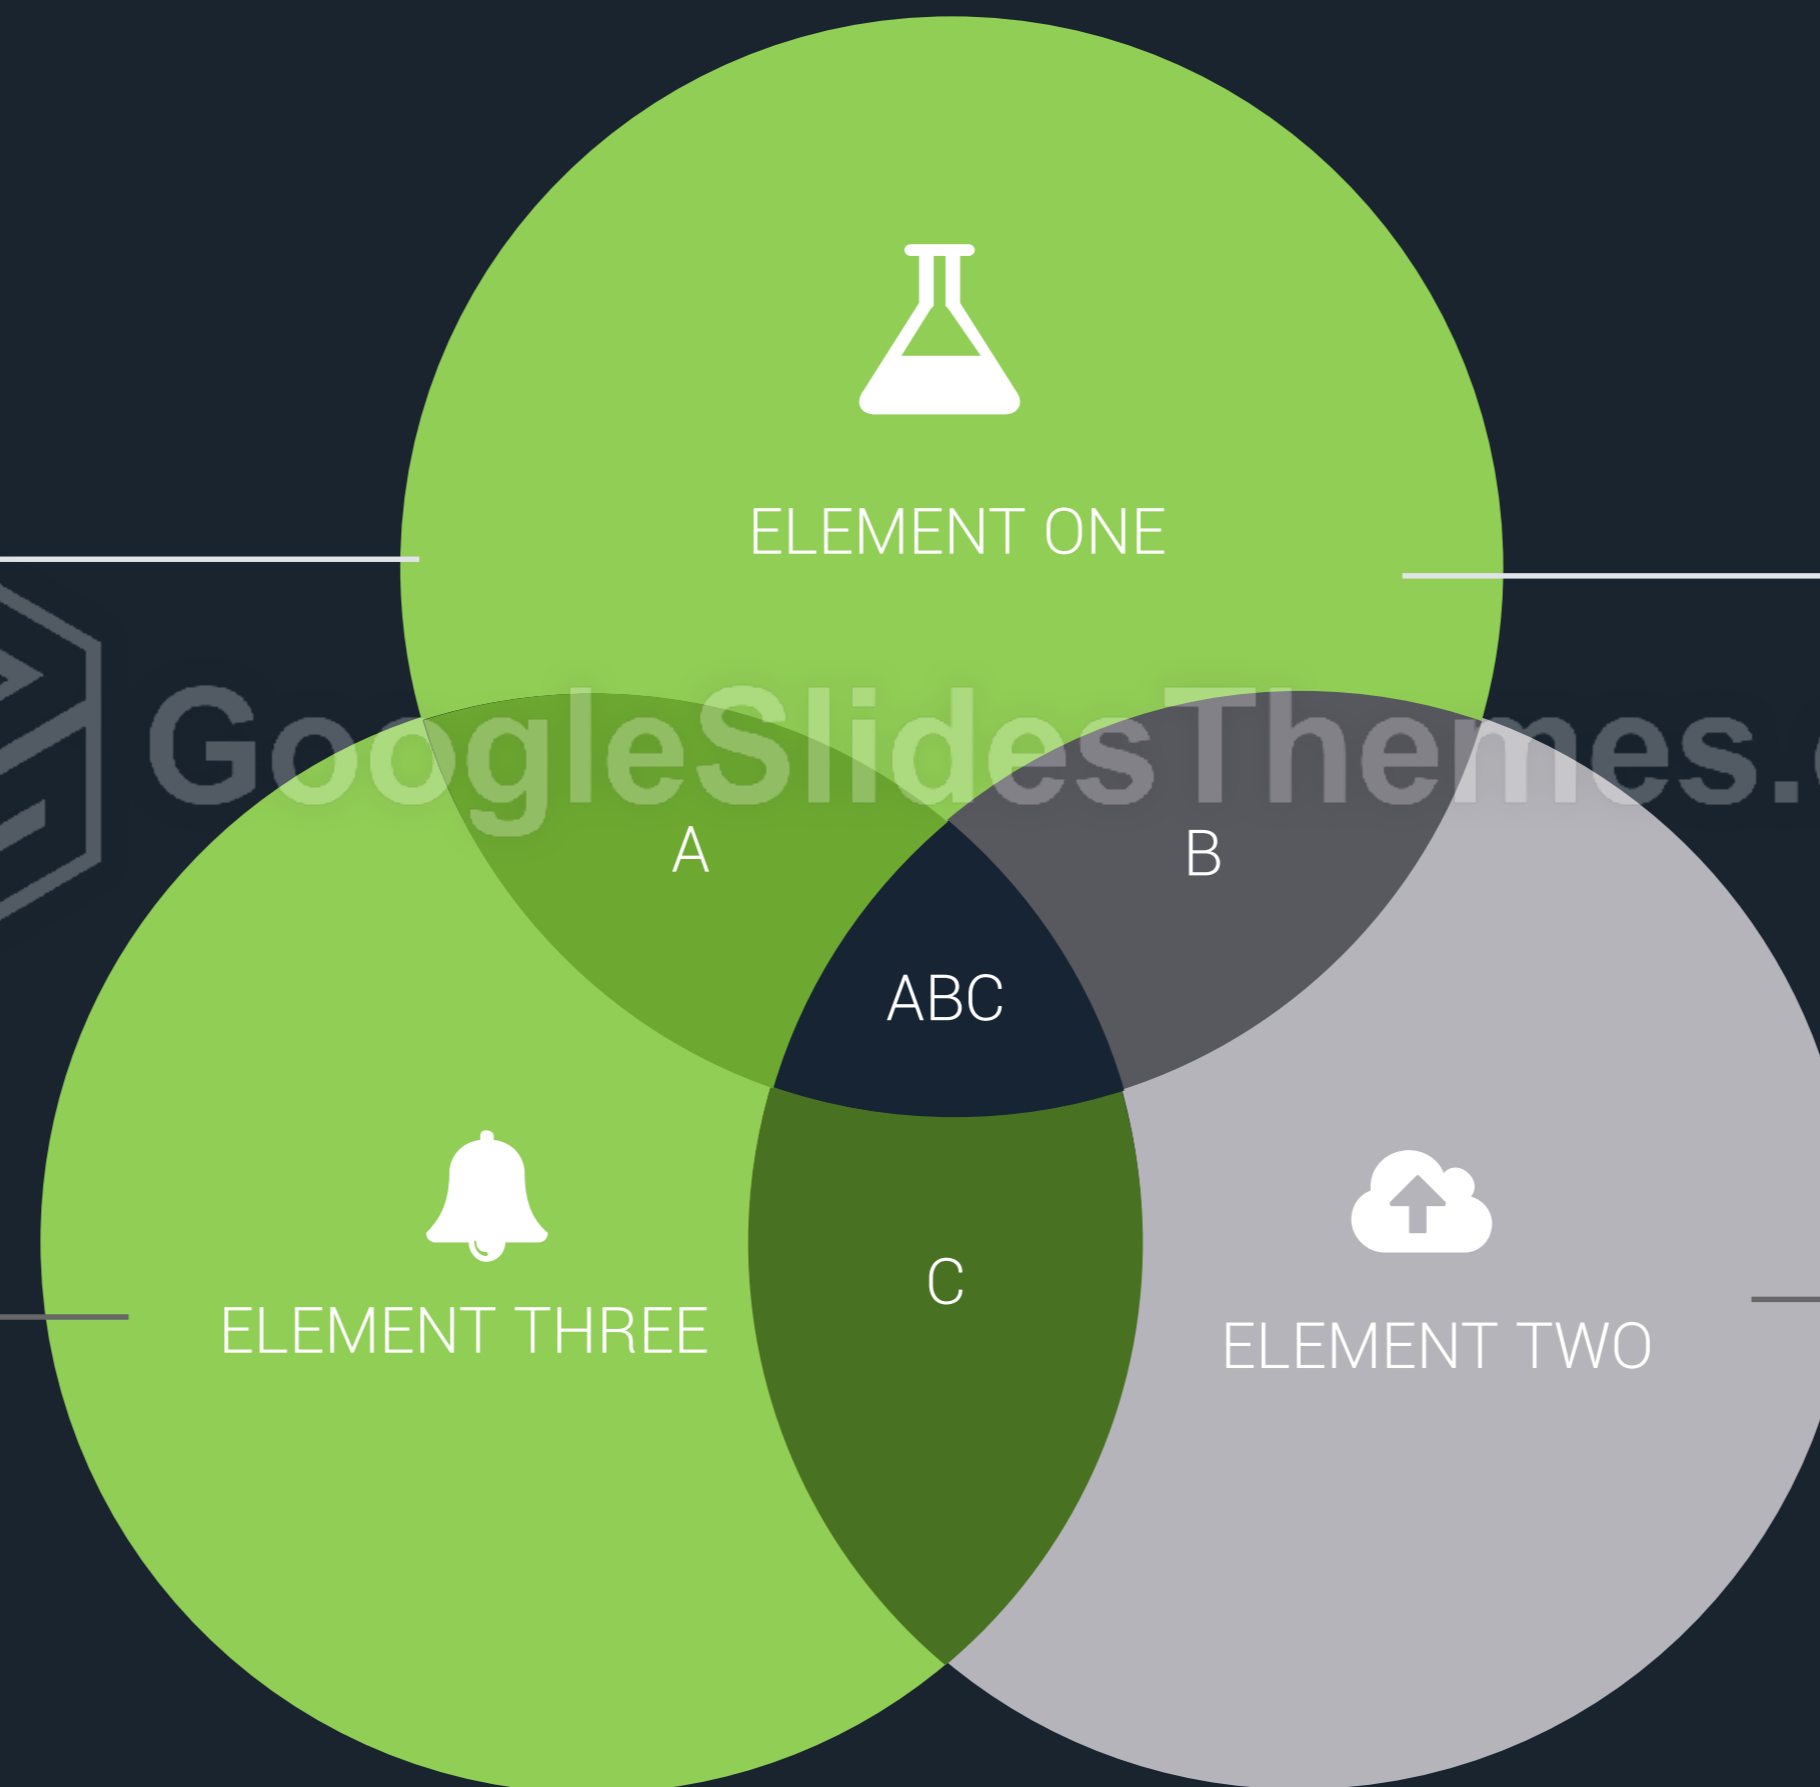 ELEMENT ONE
GoogleSlidesThemes.
A
B
ABC
C
ELEMENT THREE
ELEMENT TWO